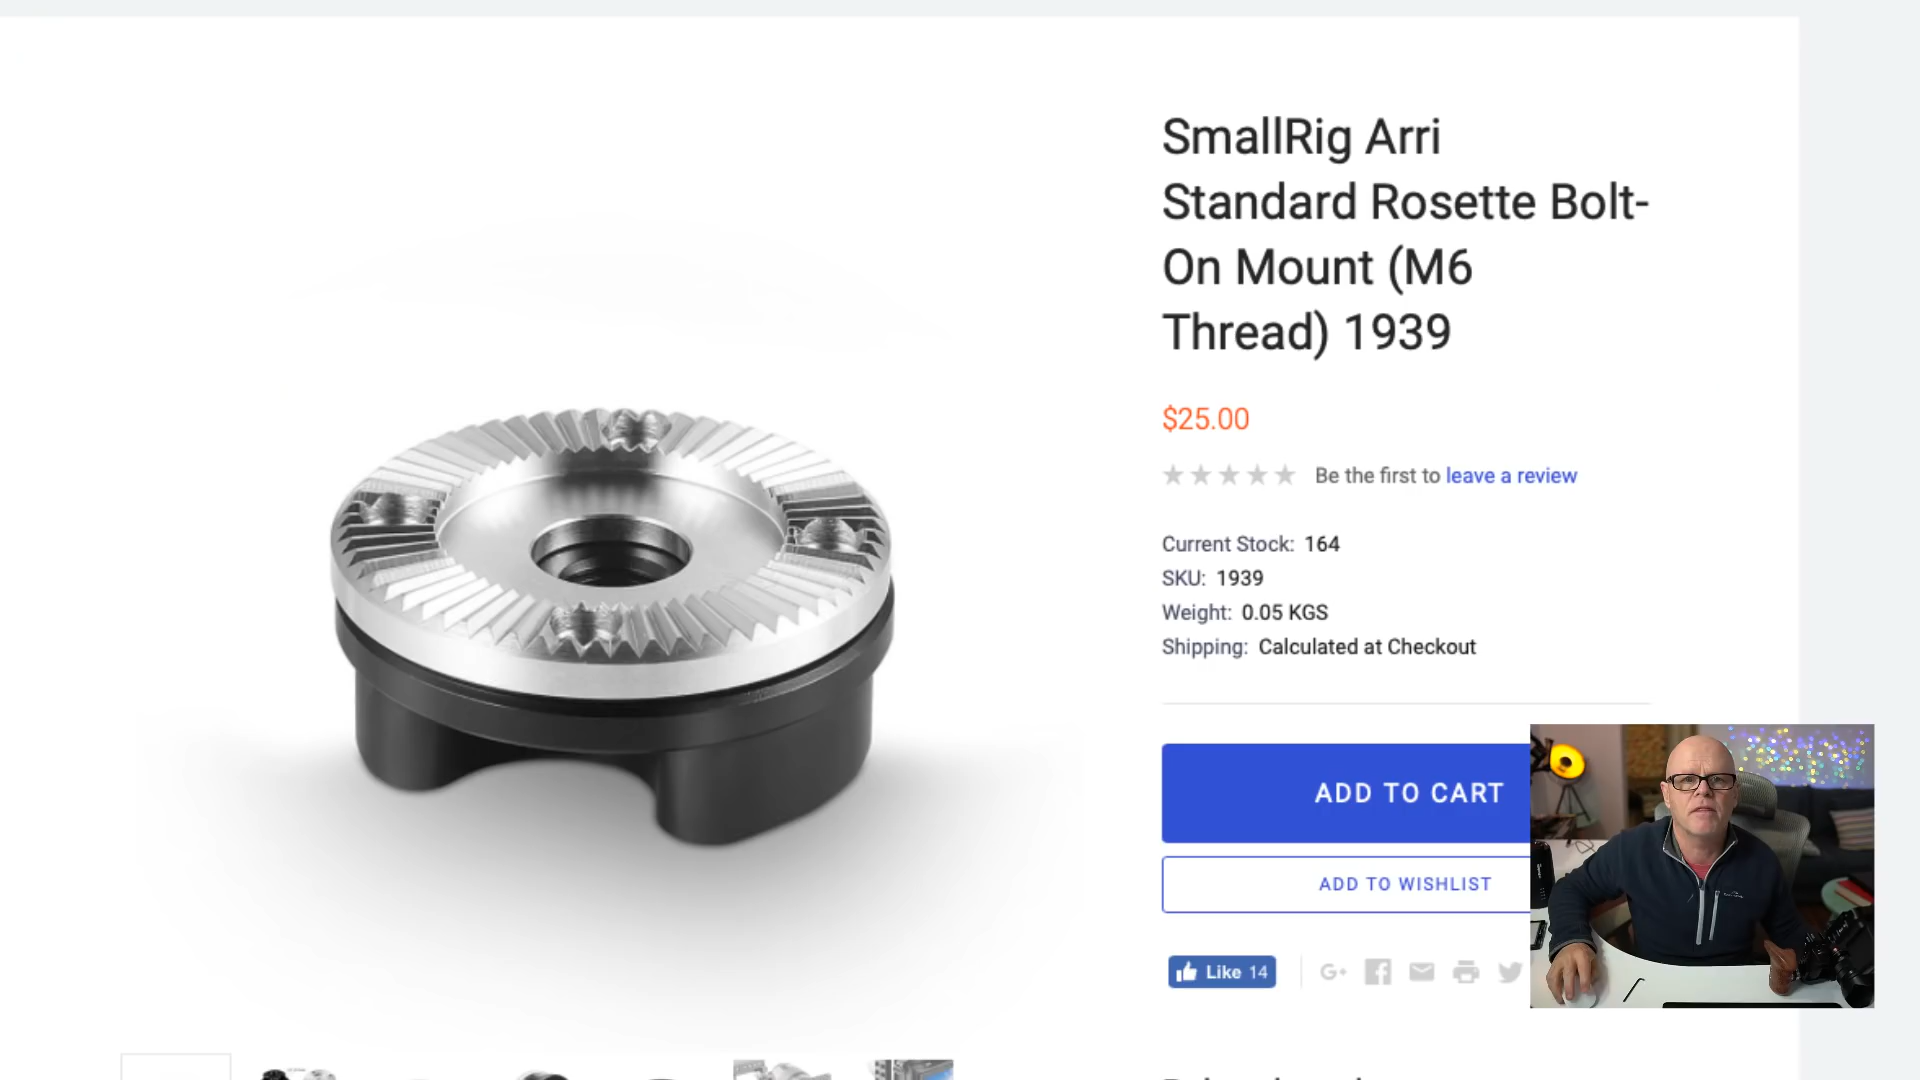 SmallRig Arri
Standard Rosette Bolt-
On Mount (M6
Thread) 1939
$25.00
Be the first to leave a review
Current Stock: 164
SKU: 1939
Weight: 0.05 KGS
Shipping: Calculated at Checkout
ADD TO CART
ADD TO WISHLIST
Like 14